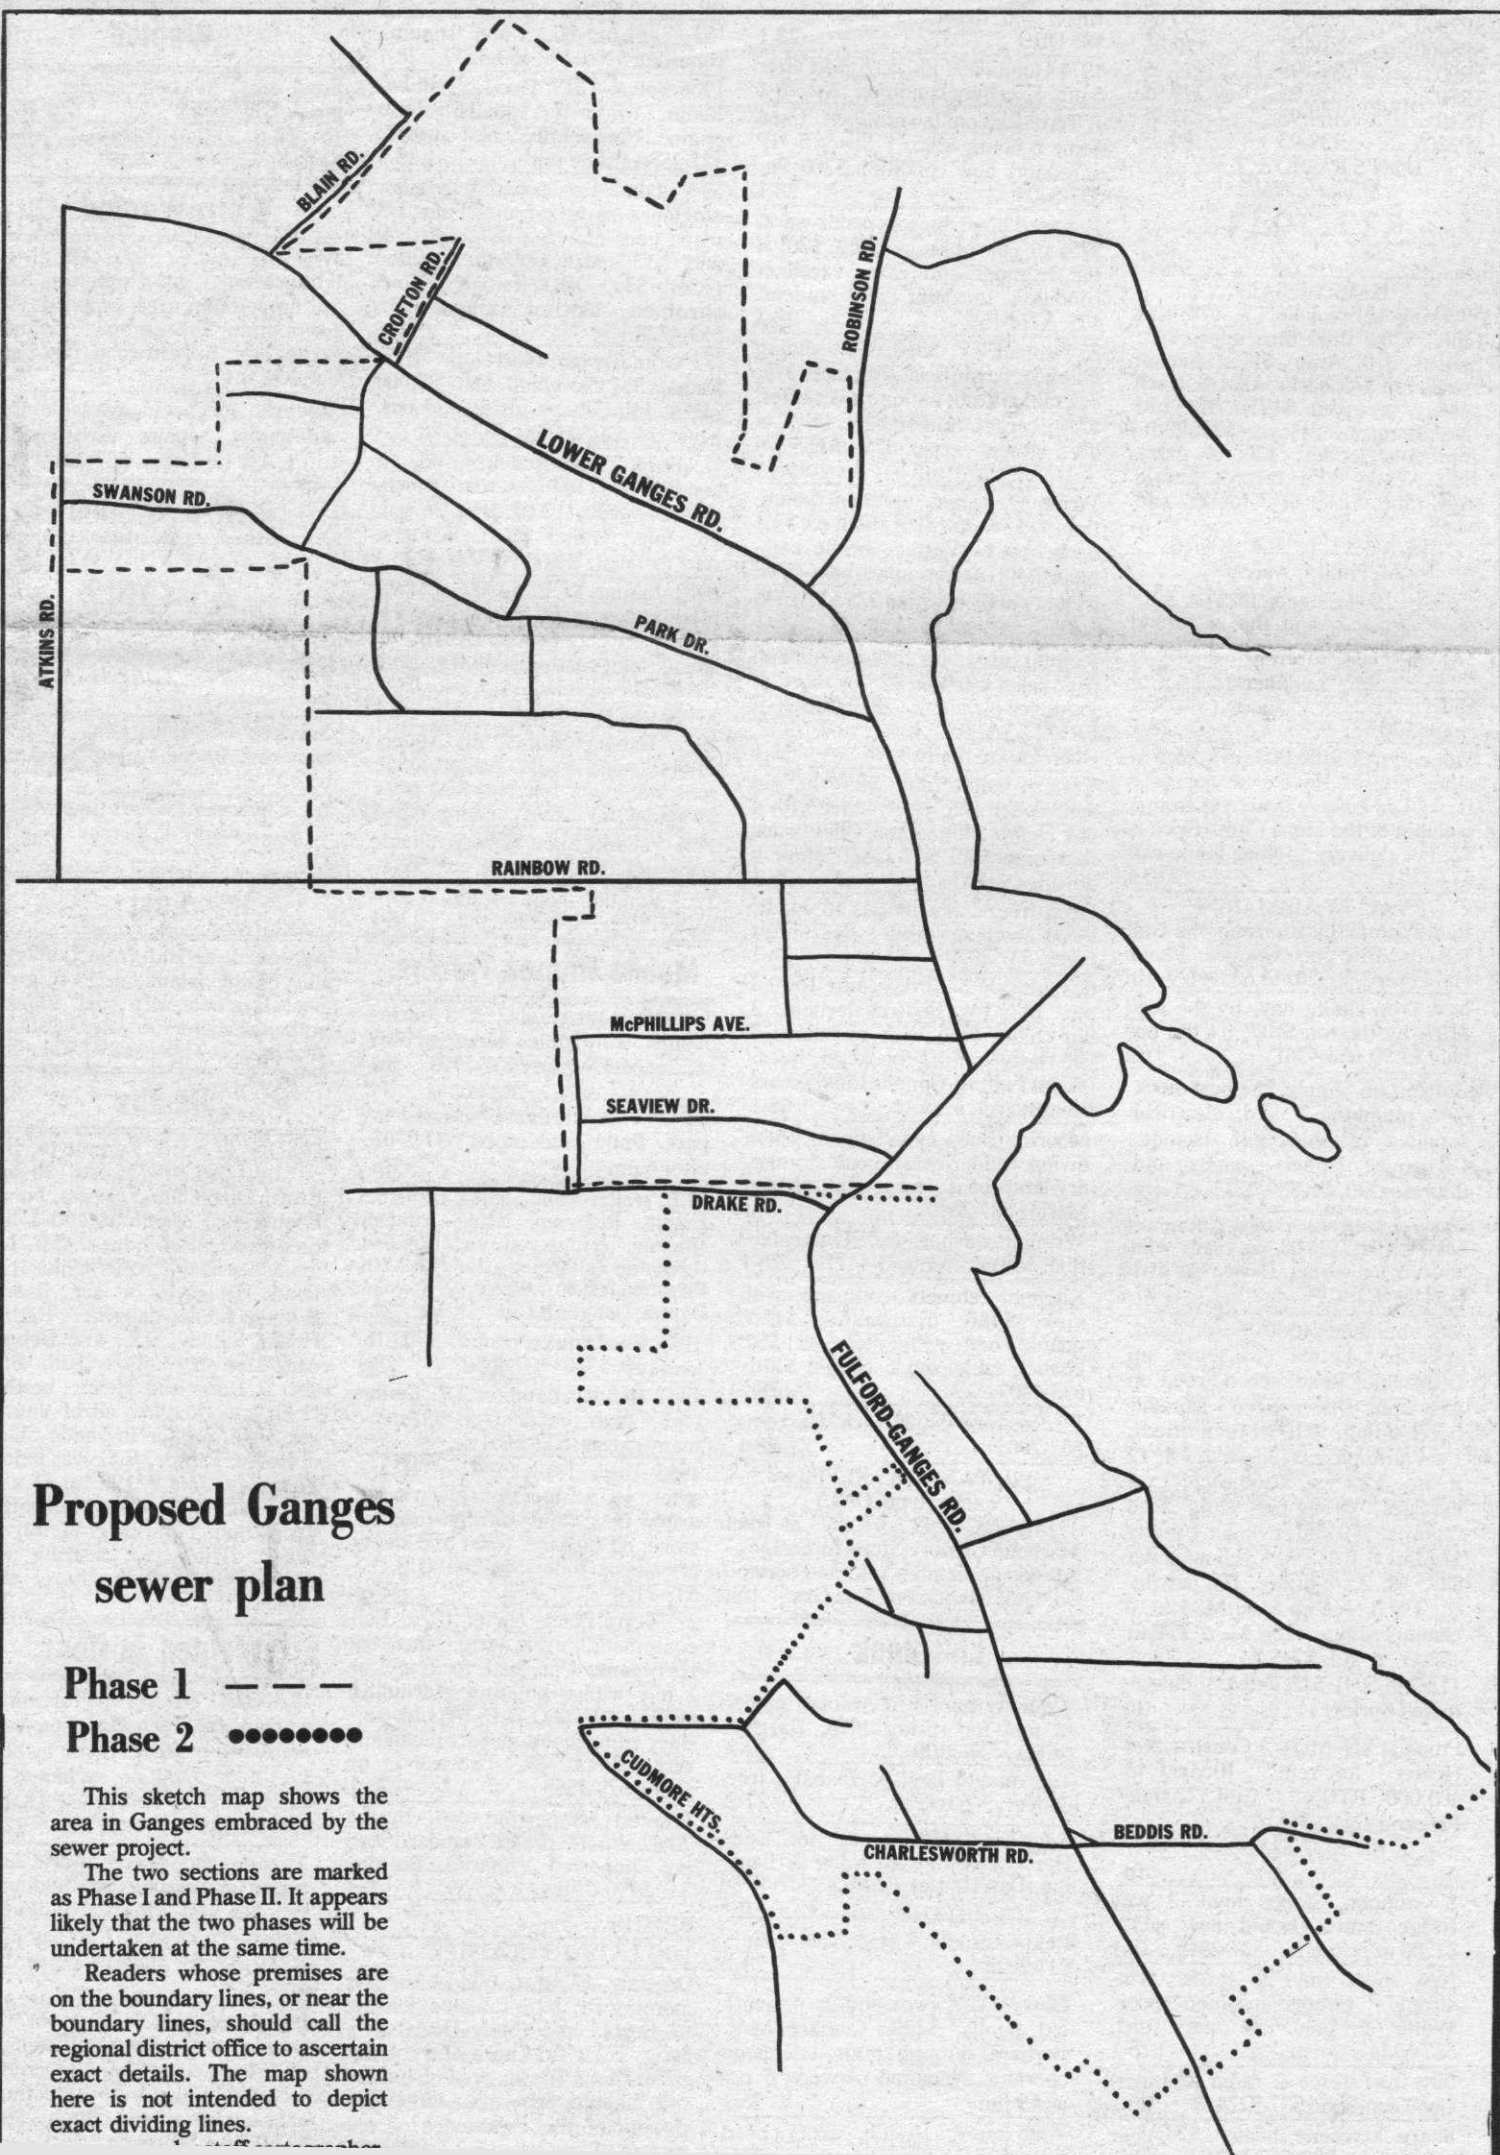 BLAIN RD.
CROFTON RD.
ROBINSON RD.
LOWER GANGES RD.
SWANSON RD.
ATKINS RD.
PARK DR.
RAINBOW RD.
McPHILLIPS AVE.
SEAVIEW DR.
DRAKE RD.
FULFORD-GANGES RD.
Proposed Ganges
sewer plan
Phase 1
Phase 2
This sketch map shows the
area in Ganges embraced by the
sewer project.
The two sections are marked
as Phase I and Phase II. It appears
likely that the two phases will be
undertaken at the same time.
Readers whose premises are
on the boundary lines, or near the
boundary lines, should call the
regional district office to ascertain
exact details. The map shown
here is not intended to depict
exact dividing lines.
CUDMORE HTS.
CHARLESWORTH RD.
BEDDIS RD.